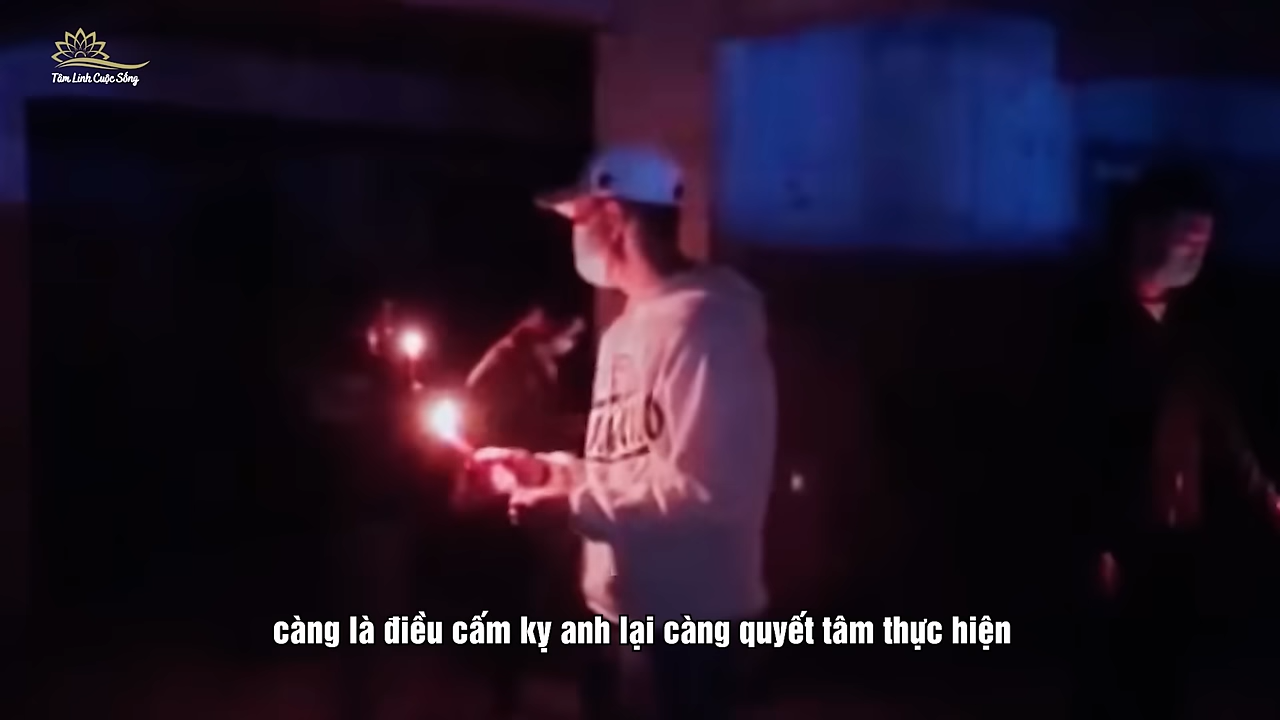 Tâm Linh Cuộc Sống
càng là điều cấm kỵ anh lại càng quyết tâm thực hiện